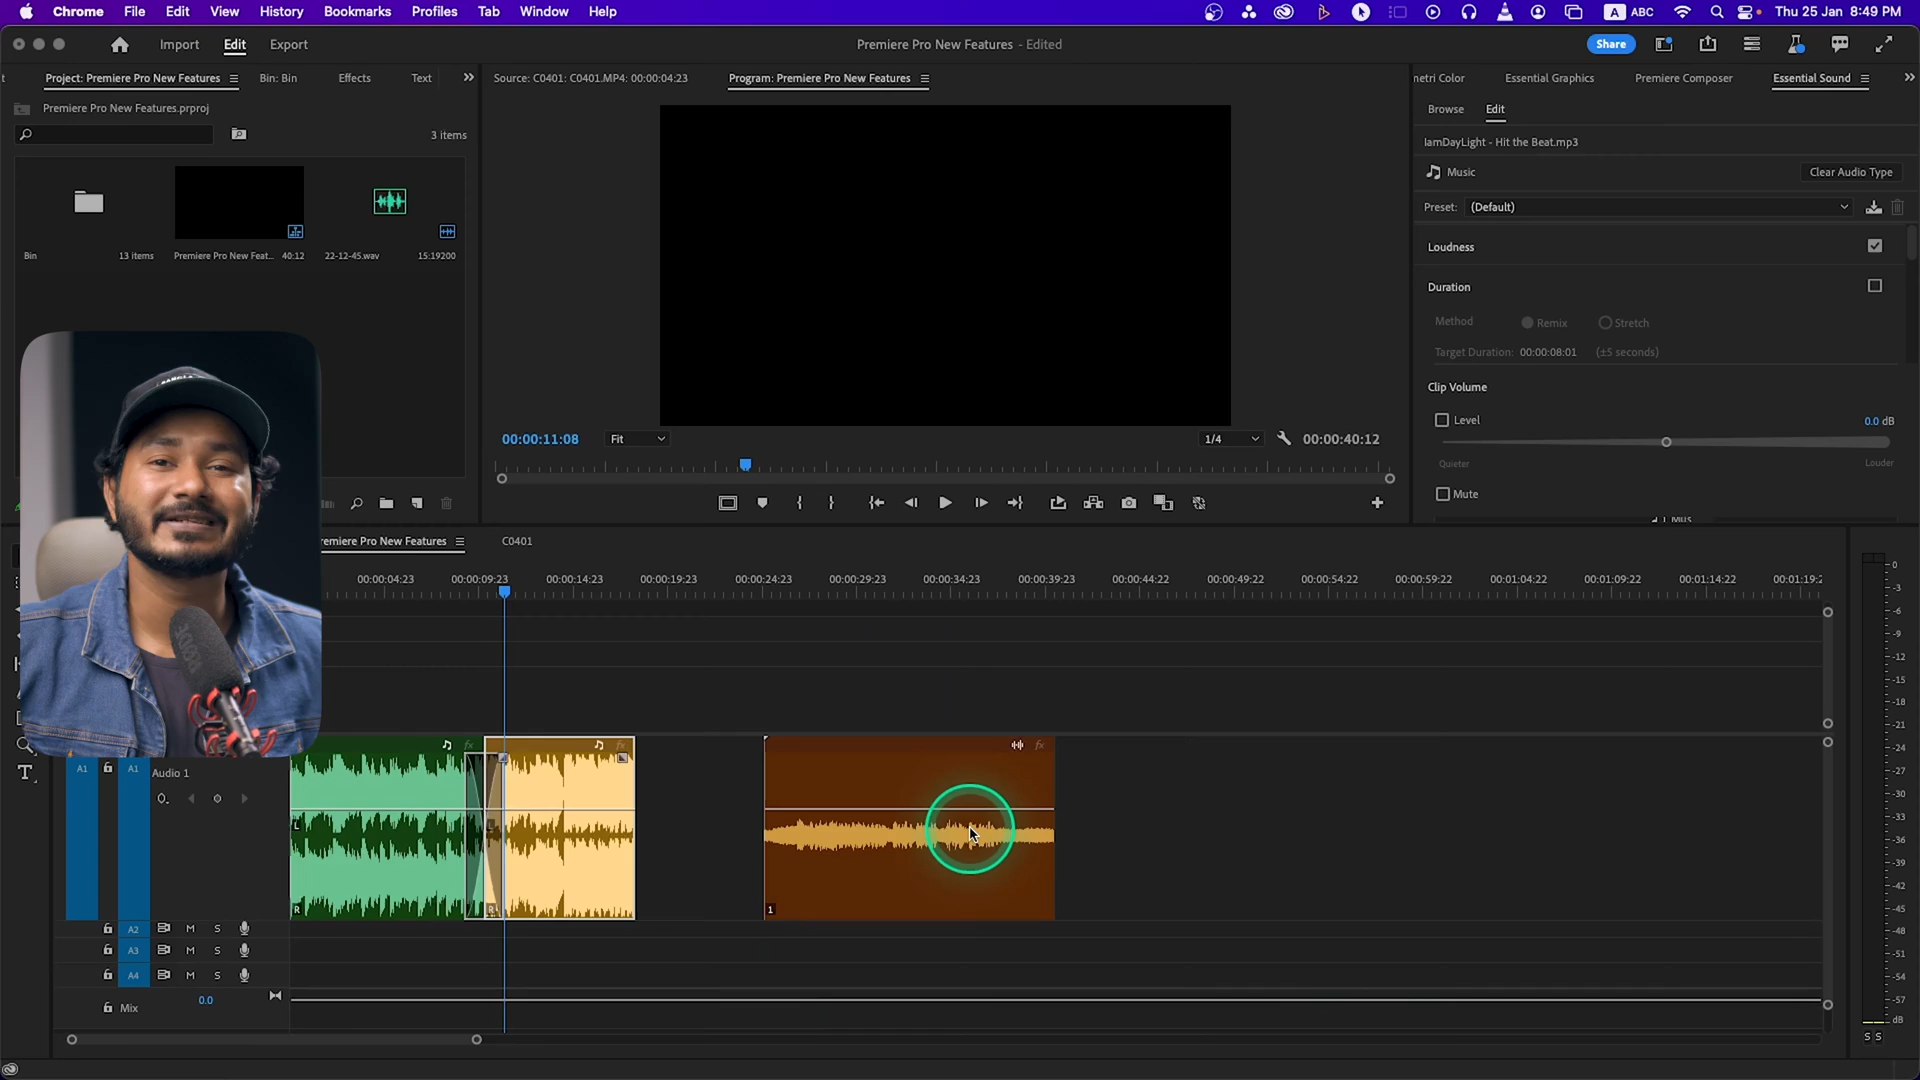 Chrome File Edit View History Bookmarks Profiles Tab Window Help A ABC Thu 25 Jan 8:49 PM
Import Edit Export Premiere Pro New Features - Edited Share
Project: Premiere Pro New Features Bin: Bin Effects Text
Source: C0401: C0401.MP4: 00:00:04:23 Program: Premiere Pro New Features
metri Color Essential Graphics Premiere Composer Essential Sound
Premiere Pro New Features.prproj
3 items
Bin 13 items Premiere Pro New Feat... 40:12 22-12-45.wav 15:19200
00:00:11:08 Fit 1/4 00:00:40:12
Browse Edit
IamDayLight - Hit the Beat.mp3
Music Clear Audio Type
Preset: (Default)
Loudness
Duration
Method Remix Stretch
Target Duration: 00:00:08:01 (±5 seconds)
Clip Volume
Level 0.0 dB
Quieter Louder
Mute
remiere Pro New Features C0401
00:00:04:23 00:00:09:23 00:00:14:23 00:00:19:23 00:00:24:23 00:00:29:23 00:00:34:23 00:00:39:23 00:00:44:22 00:00:49:22 00:00:54:22 00:00:59:22 00:01:04:22 00:01:09:22 00:01:14:22 00:01:19:2
fx fx fx
A1 A1 Audio 1
L L
R R 1
A2 M S
A3 M S
A4 M S
Mix 0.0
0
-3
-6
-9
-12
-15
-18
-21
-24
-27
-30
-33
-36
-39
-42
-45
-48
-51
-54
-57
dB
S S